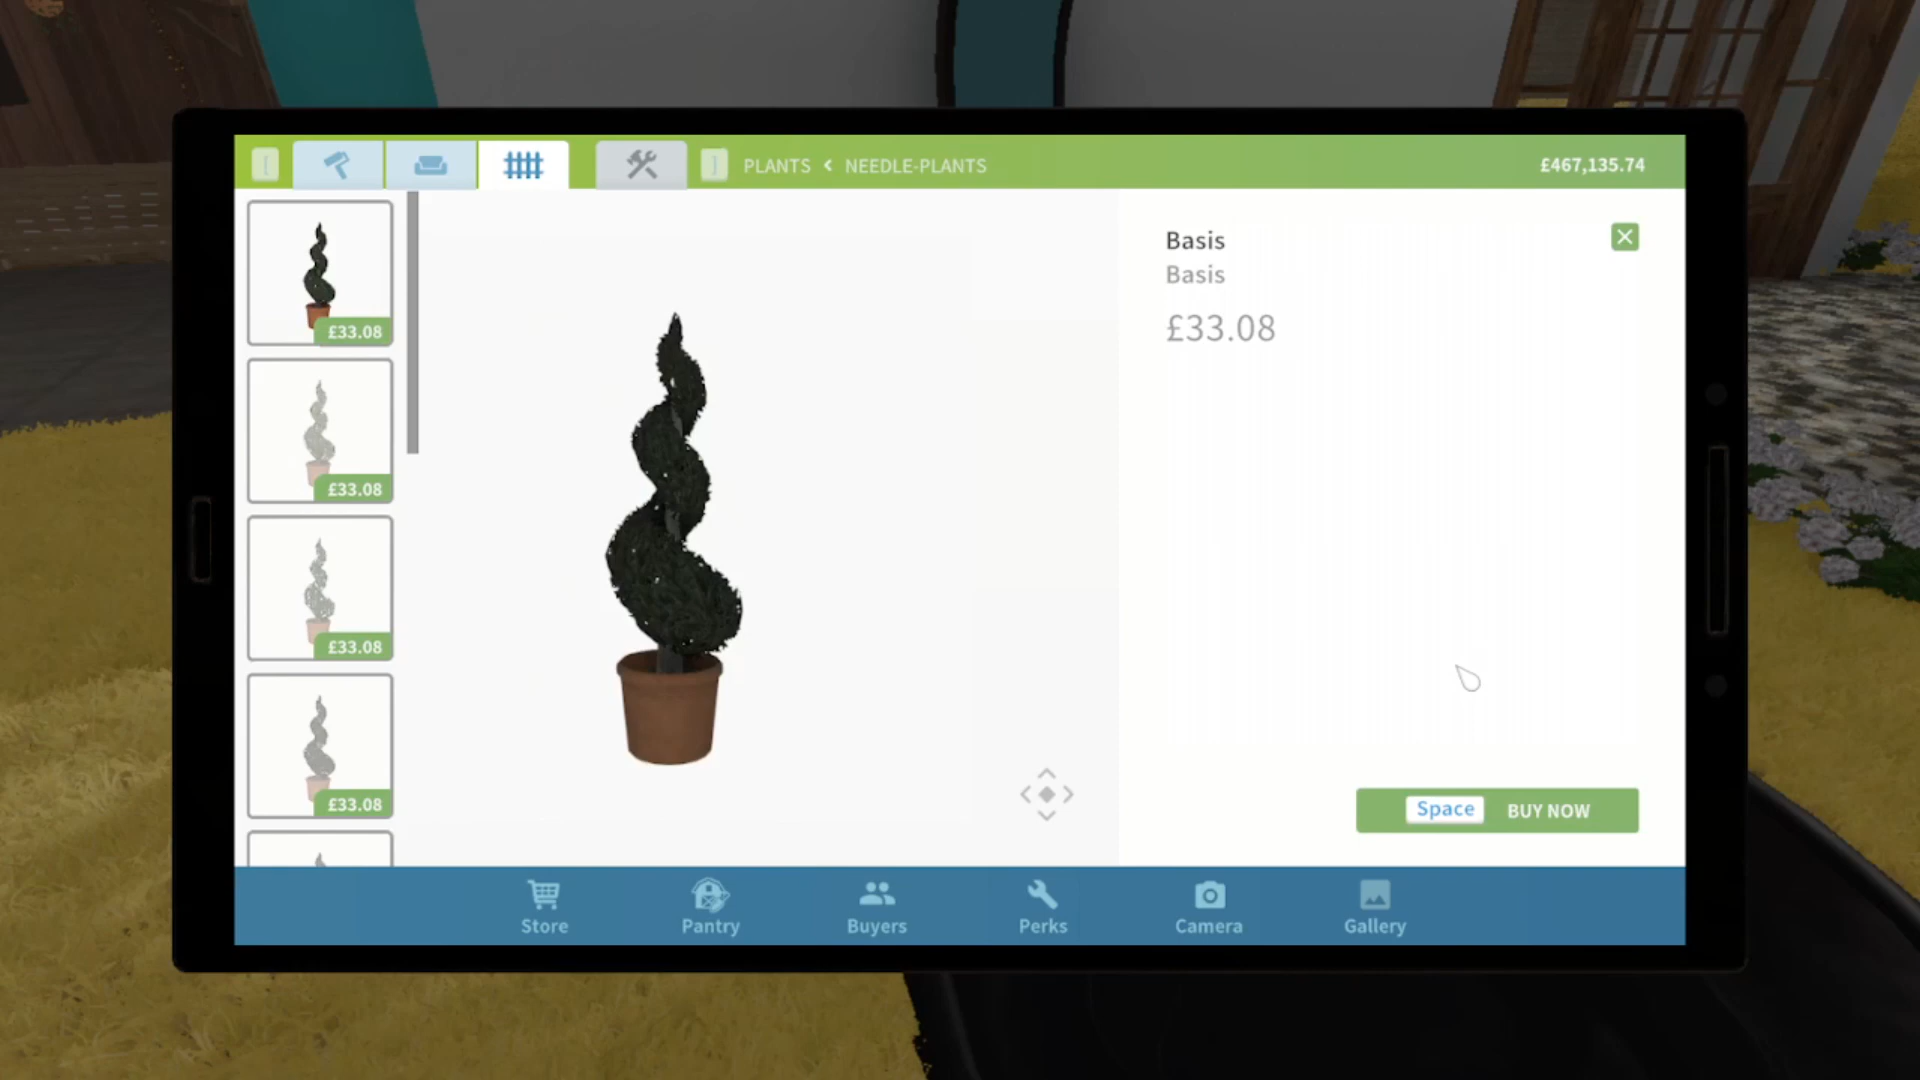 [
]
PLANTS < NEEDLE-PLANTS
£467,135.74
£33.08
£33.08
£33.08
£33.08
Basis
Basis
£33.08
Space BUY NOW
Store
Pantry
Buyers
Perks
Camera
Gallery